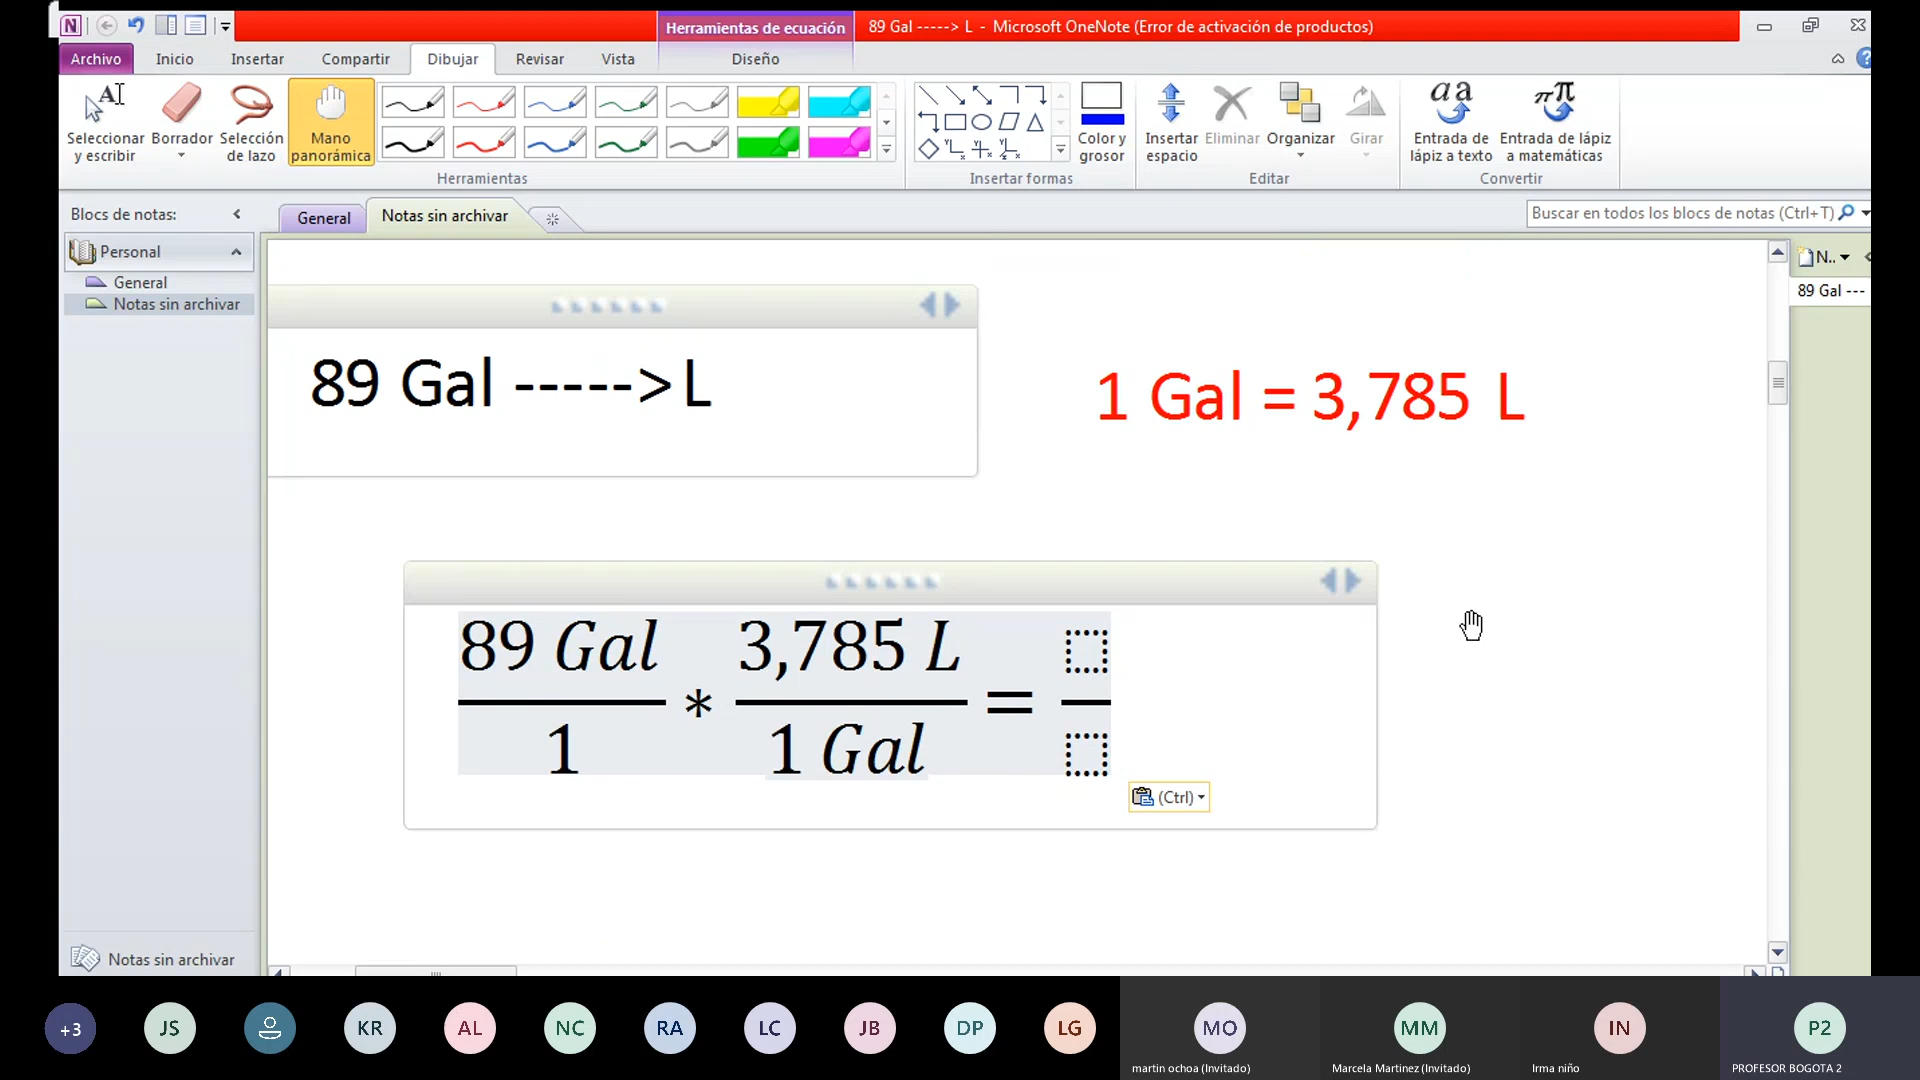 Herramientas de ecuación
89 Gal -----> L - Microsoft OneNote (Error de activación de productos)
Archivo Inicio Insertar Compartir Dibujar Revisar Vista Diseño
Seleccionar y escribir
Borrador
Selección de lazo
Mano panorámica
Color y grosor
Insertar espacio
Eliminar
Organizar
Girar
Entrada de lápiz a texto
Entrada de lápiz a matemáticas
Herramientas
Insertar formas
Editar
Convertir
Blocs de notas:
General
Notas sin archivar
Buscar en todos los blocs de notas (Ctrl+T)
Personal
General
Notas sin archivar
N..
89 Gal ---
89 Gal -----> L
1 Gal = 3,785 L
89 Gal 3,785 L
* =
1 1 Gal
(Ctrl)
Notas sin archivar
+3 JS KR AL NC RA LC JB DP LG MO MM IN P2
martin ochoa (Invitado) Marcela Martinez (Invitado) Irma niño PROFESOR BOGOTA 2